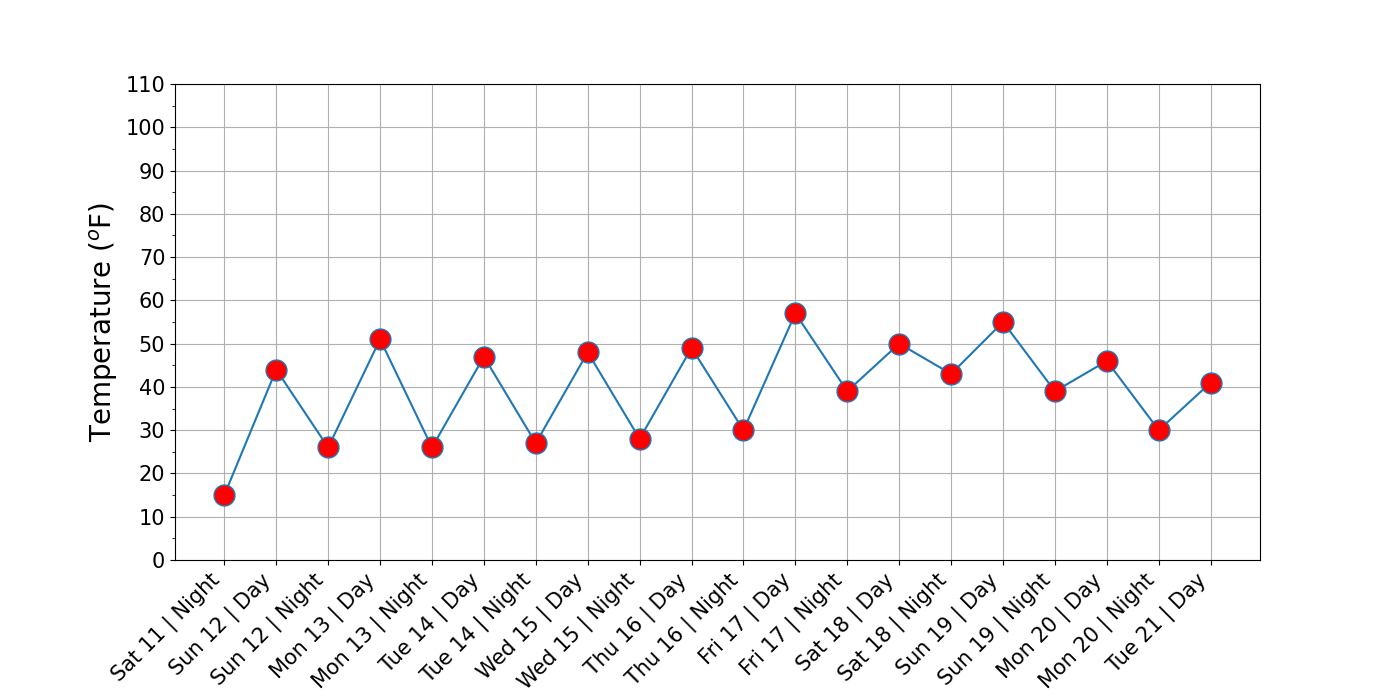 110
100
90
80
70
60
50
40
30
20
10
0
Temperature (°F)
Sat 11 | Night
Sun 12 | Day
Sun 12 | Night
Mon 13 | Day
Mon 13 | Night
Tue 14 | Day
Tue 14 | Night
Wed 15 | Day
Wed 15 | Night
Thu 16 | Day
Thu 16 | Night
Fri 17 | Day
Fri 17 | Night
Sat 18 | Day
Sat 18 | Night
Sun 19 | Day
Sun 19 | Night
Mon 20 | Day
Mon 20 | Night
Tue 21 | Day